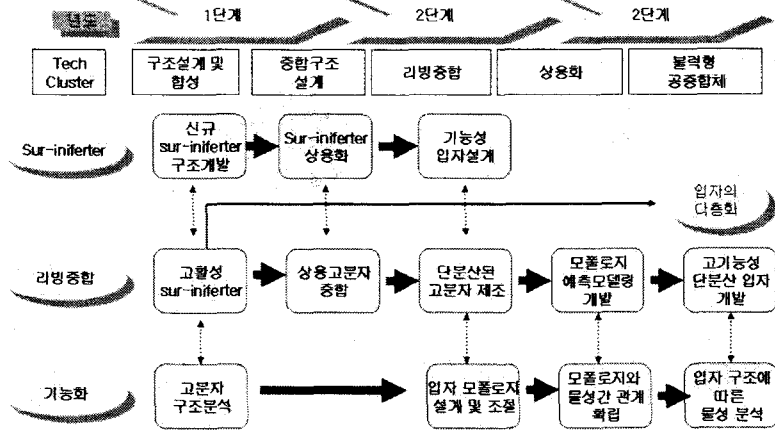 년도
1단계
2단계
2단계
Tech
Cluster
구조설계 및
합성
중합구조
설계
리빙중합
상용화
블럭형
공중합체
Sur-iniferter
신규
sur-iniferter
구조개발
Sur-iniferter
상용화
기능성
입자설계
입자의
다층화
리빙중합
고활성
sur-iniferter
상용고분자
중합
단분산된
고분자 제조
모폴로지
예측모델링
개발
고기능성
단분산 입자
개발
기능화
고분자
구조분석
입자 모폴로지
설계 및 조절
모폴로지와
물성간 관계
확립
입자 구조에
따른
물성 분석